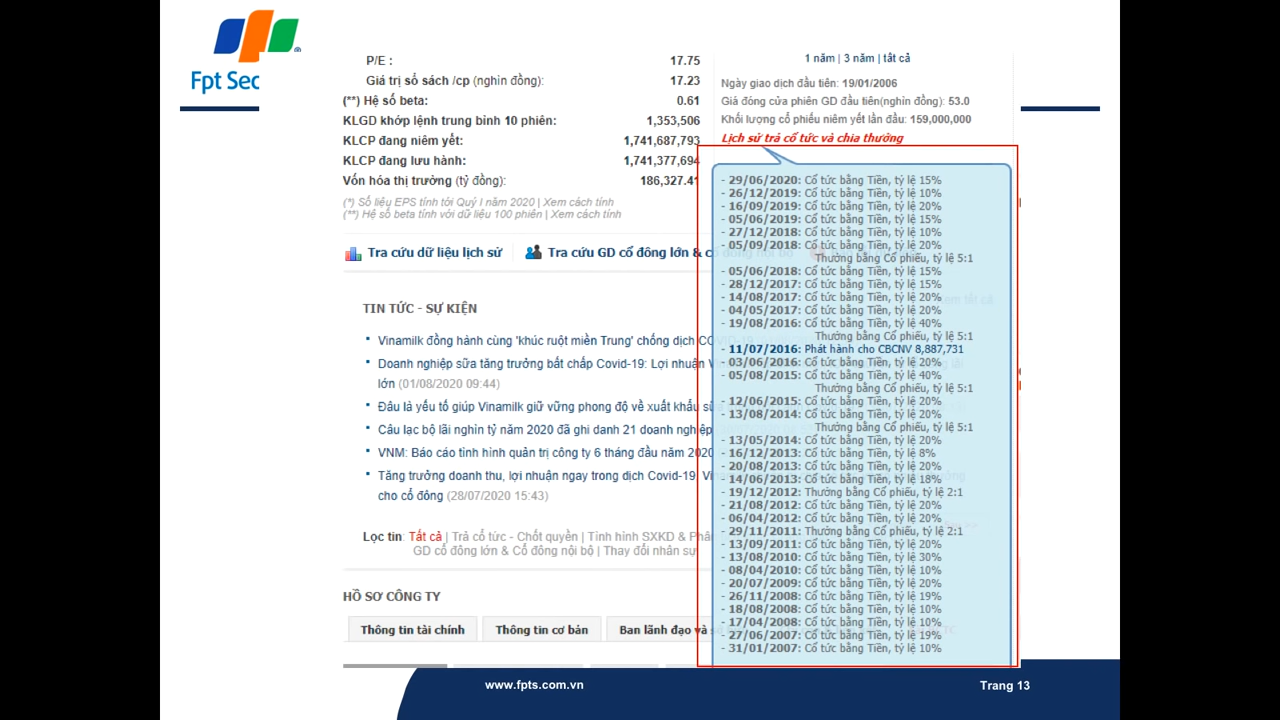 Fpt Sec
P/E : 17.75
Giá trị sổ sách /cp (nghìn đồng): 17.23
(**) Hệ số beta: 0.61
KLGD khớp lệnh trung bình 10 phiên: 1,353,506
KLCP đang niêm yết: 1,741,687,793
KLCP đang lưu hành: 1,741,377,694
Vốn hóa thị trường (tỷ đồng): 186,327.41
(*) Số liệu EPS tính tới Quý I năm 2020 | Xem cách tính
(**) Hệ số beta tính với dữ liệu 100 phiên | Xem cách tính
Tra cứu dữ liệu lịch sử
Tra cứu GD cổ đông lớn & cổ đông nội bộ
TIN TỨC - SỰ KIỆN
Vinamilk đồng hành cùng 'khúc ruột miền Trung' chống dịch COVID-19
Doanh nghiệp sữa tăng trưởng bất chấp Covid-19: Lợi nhuận
lớn (01/08/2020 09:44)
Đâu là yếu tố giúp Vinamilk giữ vững phong độ về xuất khẩu sữa
Câu lạc bộ lãi nghìn tỷ năm 2020 đã ghi danh 21 doanh nghiệp,
VNM: Báo cáo tình hình quản trị công ty 6 tháng đầu năm 2020
Tăng trưởng doanh thu, lợi nhuận ngay trong dịch Covid-19,
cho cổ đông (28/07/2020 15:43)
Lọc tin: Tất cả | Trả cổ tức - Chốt quyền | Tình hình SXKD &
GD cổ đông lớn & Cổ đông nội bộ | Thay đổi nhân sự
HỒ SƠ CÔNG TY
Thông tin tài chính
Thông tin cơ bản
Ban lãnh đạo và
1 năm | 3 năm | tất cả
Ngày giao dịch đầu tiên: 19/01/2006
Giá đóng cửa phiên GD đầu tiên(nghìn đồng): 53.0
Khối lượng cổ phiếu niêm yết lần đầu: 159,000,000
Lịch sử trả cổ tức và chia thưởng
- 29/06/2020: Cổ tức bằng Tiền, tỷ lệ 15%
- 26/12/2019: Cổ tức bằng Tiền, tỷ lệ 10%
- 16/09/2019: Cổ tức bằng Tiền, tỷ lệ 20%
- 05/06/2019: Cổ tức bằng Tiền, tỷ lệ 15%
- 27/12/2018: Cổ tức bằng Tiền, tỷ lệ 10%
- 05/09/2018: Cổ tức bằng Tiền, tỷ lệ 20%
Thưởng bằng Cổ phiếu, tỷ lệ 5:1
- 05/06/2018: Cổ tức bằng Tiền, tỷ lệ 15%
- 28/12/2017: Cổ tức bằng Tiền, tỷ lệ 15%
- 14/08/2017: Cổ tức bằng Tiền, tỷ lệ 20%
- 04/05/2017: Cổ tức bằng Tiền, tỷ lệ 20%
- 19/08/2016: Cổ tức bằng Tiền, tỷ lệ 40%
Thưởng bằng Cổ phiếu, tỷ lệ 5:1
- 11/07/2016: Phát hành cho CBCNV 8,887,731
- 03/06/2016: Cổ tức bằng Tiền, tỷ lệ 20%
- 05/08/2015: Cổ tức bằng Tiền, tỷ lệ 40%
Thưởng bằng Cổ phiếu, tỷ lệ 5:1
- 12/06/2015: Cổ tức bằng Tiền, tỷ lệ 20%
- 13/08/2014: Cổ tức bằng Tiền, tỷ lệ 20%
Thưởng bằng Cổ phiếu, tỷ lệ 5:1
- 13/05/2014: Cổ tức bằng Tiền, tỷ lệ 20%
- 16/12/2013: Cổ tức bằng Tiền, tỷ lệ 8%
- 20/08/2013: Cổ tức bằng Tiền, tỷ lệ 20%
- 14/06/2013: Cổ tức bằng Tiền, tỷ lệ 18%
- 19/12/2012: Thưởng bằng Cổ phiếu, tỷ lệ 2:1
- 21/08/2012: Cổ tức bằng Tiền, tỷ lệ 20%
- 06/04/2012: Cổ tức bằng Tiền, tỷ lệ 20%
- 29/11/2011: Thưởng bằng Cổ phiếu, tỷ lệ 2:1
- 13/09/2011: Cổ tức bằng Tiền, tỷ lệ 20%
- 13/08/2010: Cổ tức bằng Tiền, tỷ lệ 30%
- 08/04/2010: Cổ tức bằng Tiền, tỷ lệ 10%
- 20/07/2009: Cổ tức bằng Tiền, tỷ lệ 20%
- 26/11/2008: Cổ tức bằng Tiền, tỷ lệ 19%
- 18/08/2008: Cổ tức bằng Tiền, tỷ lệ 10%
- 17/04/2008: Cổ tức bằng Tiền, tỷ lệ 10%
- 27/06/2007: Cổ tức bằng Tiền, tỷ lệ 19%
- 31/01/2007: Cổ tức bằng Tiền, tỷ lệ 10%
www.fpts.com.vn
Trang 13